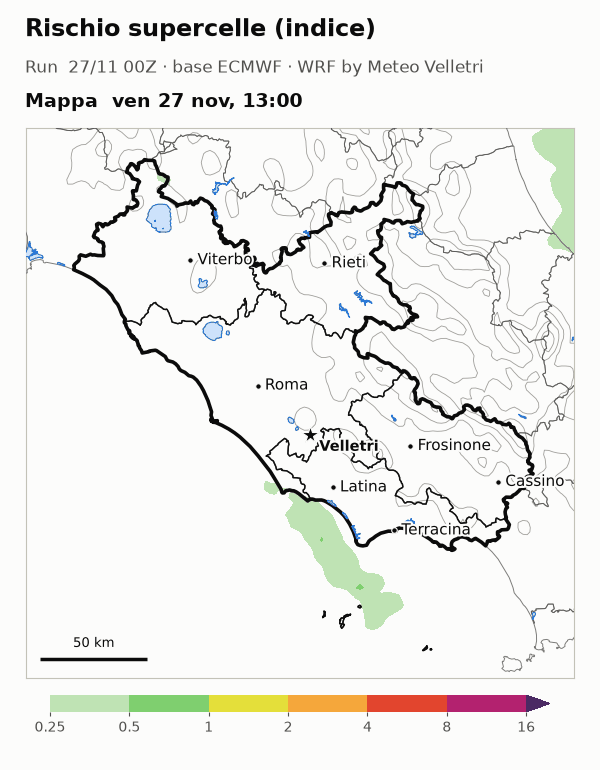 Rischio supercelle (indice)
Run 27/11 00Z · base ECMWF · WRF by Meteo Velletri
Mappa ven 27 nov, 13:00
Viterbo
Rieti
Roma
Velletri
Frosinone
Latina
Cassino
Terracina
50 km
0.25 0.5 1 2 4 8 16